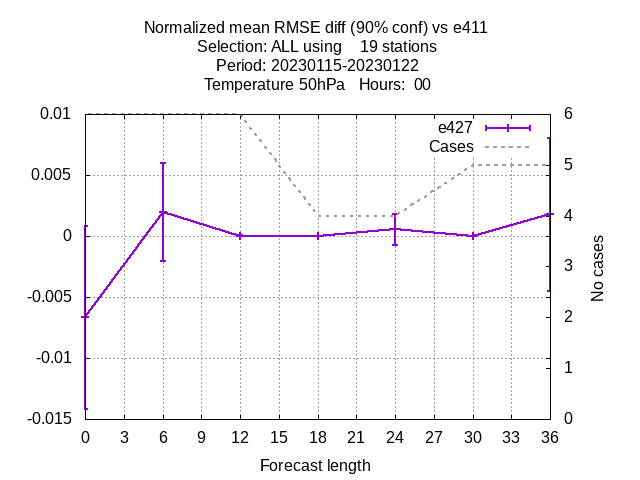 Normalized mean RMSE diff (90% conf) vs e411
Selection: ALL using    19 stations
Period: 20230115-20230122
Temperature 50hPa   Hours:  00
0.01
0.005
0
-0.005
-0.01
-0.015
e427
Cases
6
5
4
3
2
1
0
No cases
0 3 6 9 12 15 18 21 24 27 30 33 36
Forecast length